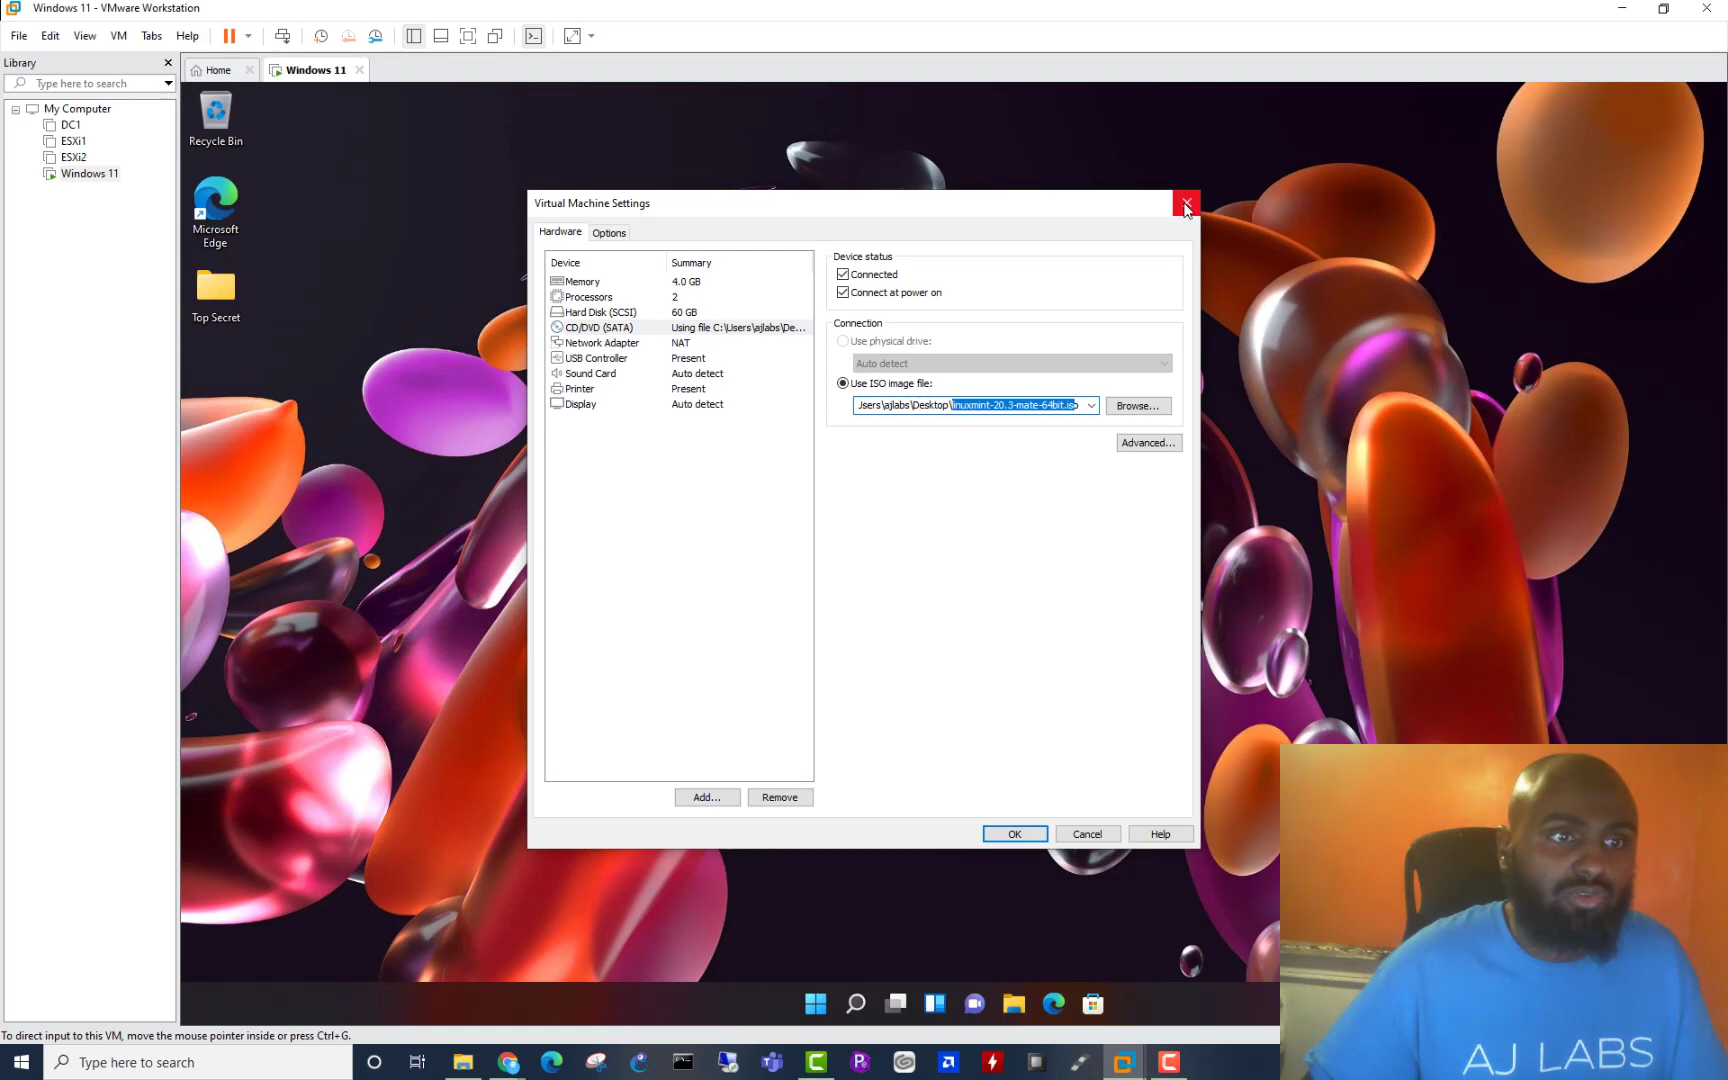 Windows 11 - VMware Workstation
File Edit View VM Tabs Help
Library
Type here to search
My Computer
DC1
ESXi1
ESXi2
Windows 11
Home
Windows 11
Recycle Bin
Microsoft
Edge
Top Secret
Virtual Machine Settings
Hardware Options
Device Summary
Memory 4.0 GB
Processors 2
Hard Disk (SCSI) 60 GB
CD/DVD (SATA) Using file C:\Users\ajlabs\De...
Network Adapter NAT
USB Controller Present
Sound Card Auto detect
Printer Present
Display Auto detect
Add... Remove
Device status
Connected
Connect at power on
Connection
Use physical drive:
Auto detect
Use ISO image file:
Jsers\ajlabs\Desktop\linuxmint-20.3-mate-64bit.iso
Browse...
Advanced...
OK Cancel Help
To direct input to this VM, move the mouse pointer inside or press Ctrl+G.
Type here to search
AJ LABS